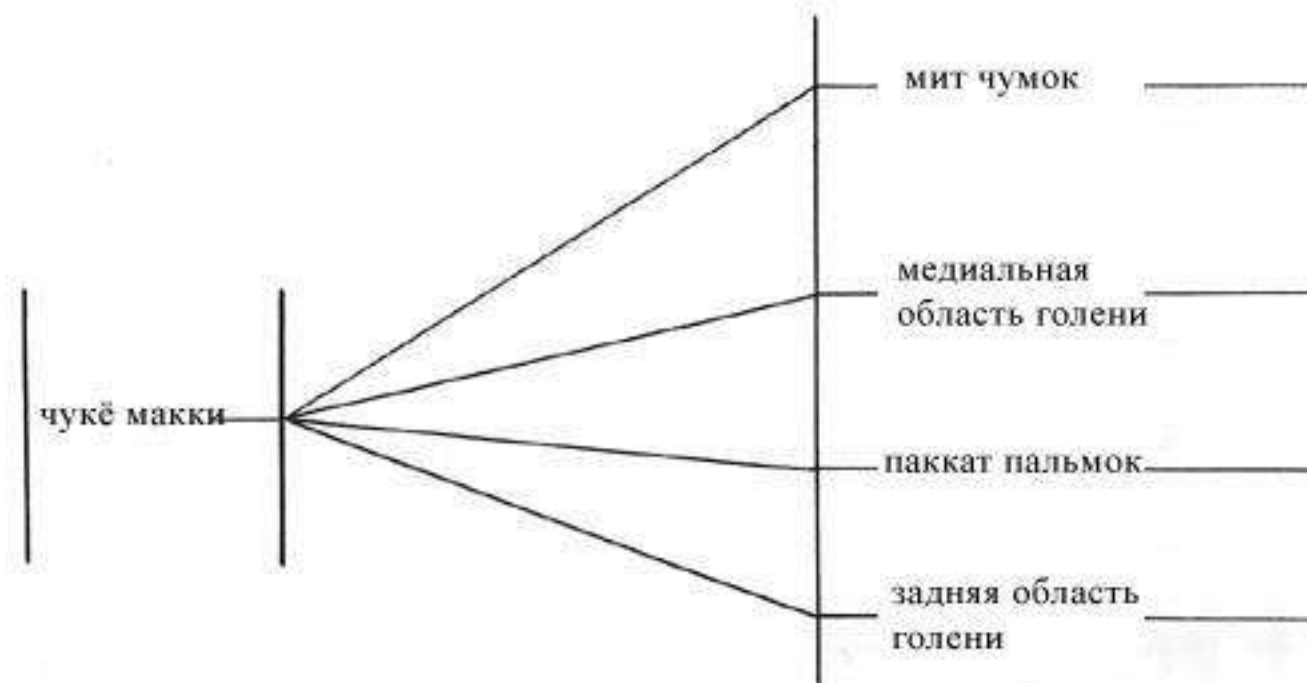 мит чумок
медиальная
область голени
чукё макки
паккат пальмок
задняя область
голени